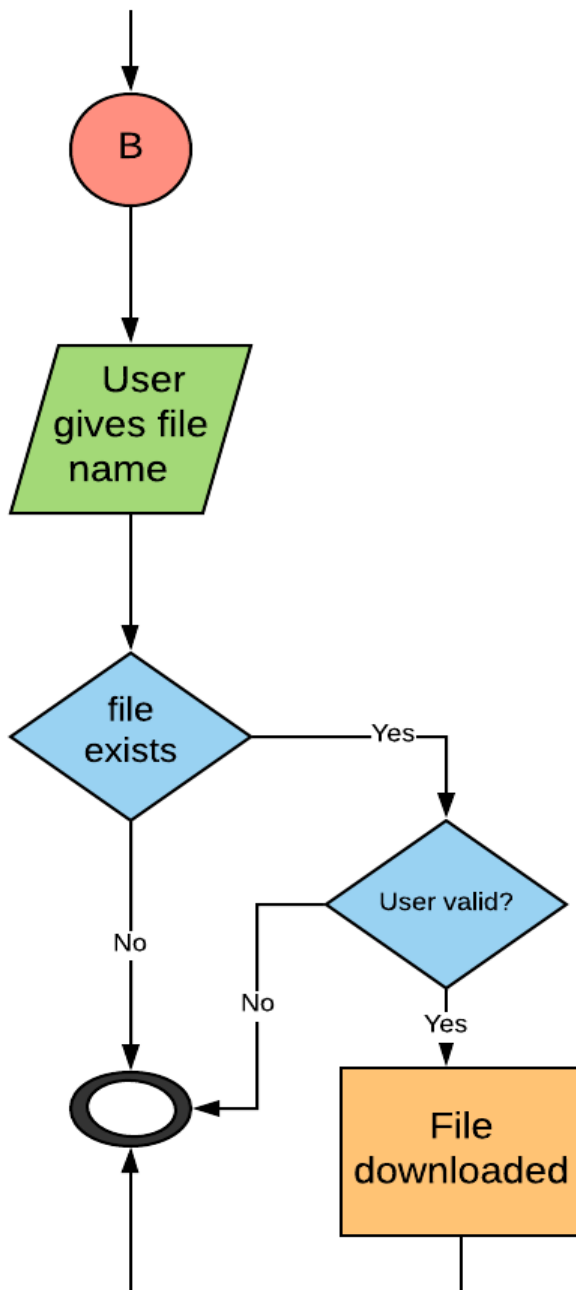 B
User
gives file
name
file
exists
Yes
User valid?
No
No
Yes
File
downloaded